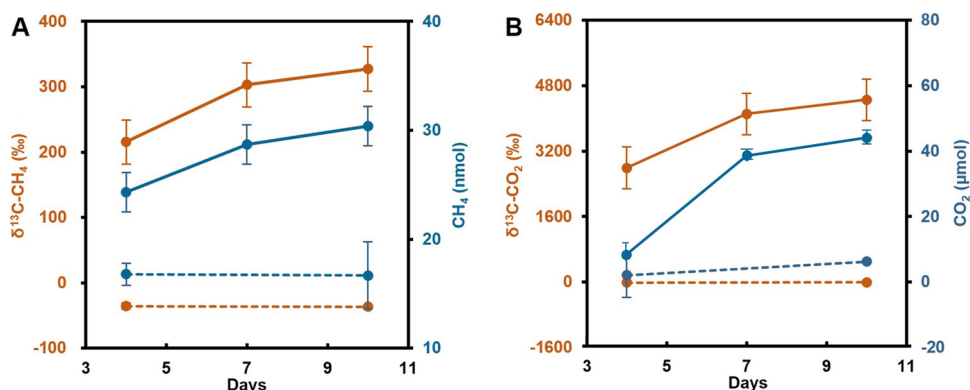 A
400
300
200
100
0
-100
δ¹³C-CH₄ (‰)
40
30
20
10
CH₄ (nmol)
3 5 7 9 11
Days
B
6400
4800
3200
1600
0
-1600
δ¹³C-CO₂ (‰)
80
60
40
20
0
-20
CO₂ (µmol)
3 5 7 9 11
Days